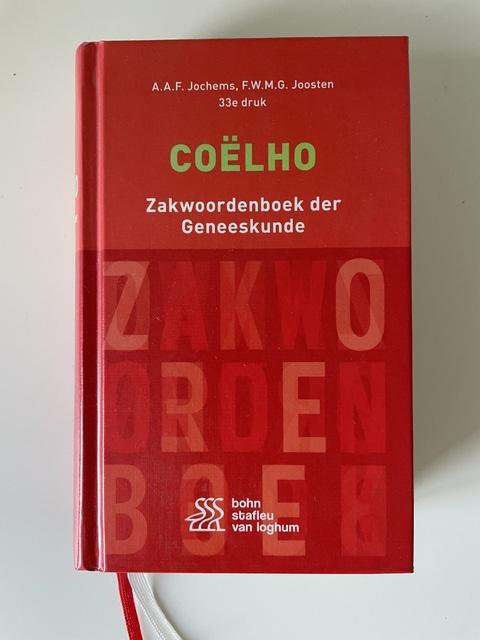 A.A.F. Jochems, F.W.M.G. Joosten
33e druk
COËLHO
Zakwoordenboek der
Geneeskunde
ZAKWO
ORDEN
BOEK
bohn
stafleu
van loghum